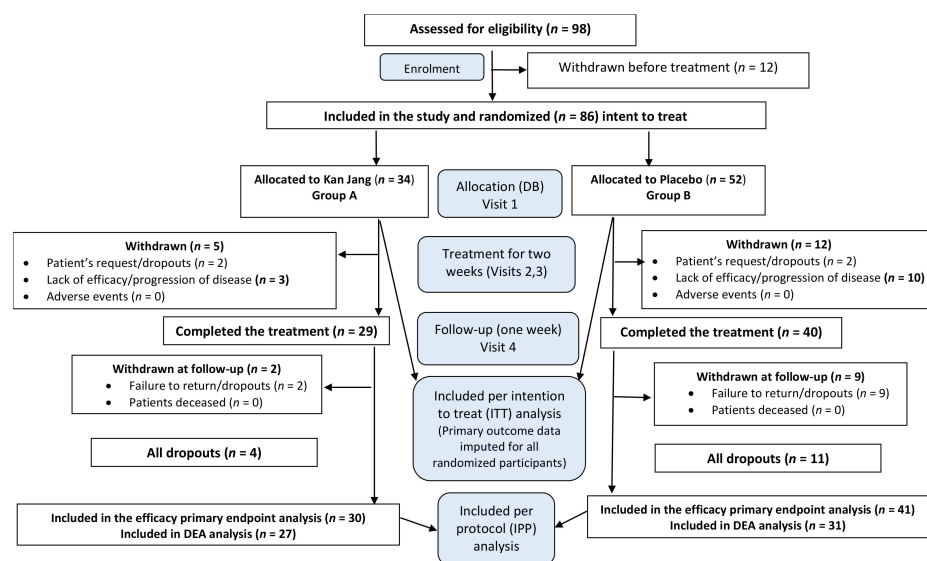 Assessed for eligibility (n = 98)
Enrolment
Withdrawn before treatment (n = 12)
Included in the study and randomized (n = 86) intent to treat
Allocated to Kan Jang (n = 34)
Group A
Allocation (DB)
Visit 1
Allocated to Placebo (n = 52)
Group B
Withdrawn (n = 5)
• Patient's request/dropouts (n = 2)
• Lack of efficacy/progression of disease (n = 3)
• Adverse events (n = 0)
Treatment for two
weeks (Visits 2,3)
Withdrawn (n = 12)
• Patient's request/dropouts (n = 2)
• Lack of efficacy/progression of disease (n = 10)
• Adverse events (n = 0)
Completed the treatment (n = 29)
Follow-up (one week)
Visit 4
Completed the treatment (n = 40)
Withdrawn at follow-up (n = 2)
• Failure to return/dropouts (n = 2)
• Patients deceased (n = 0)
Included per intention
to treat (ITT) analysis
(Primary outcome data
imputed for all
randomized participants)
Withdrawn at follow-up (n = 9)
• Failure to return/dropouts (n = 9)
• Patients deceased (n = 0)
All dropouts (n = 4)
All dropouts (n = 11)
Included in the efficacy primary endpoint analysis (n = 30)
Included in DEA analysis (n = 27)
Included per
protocol (IPP)
analysis
Included in the efficacy primary endpoint analysis (n = 41)
Included in DEA analysis (n = 31)